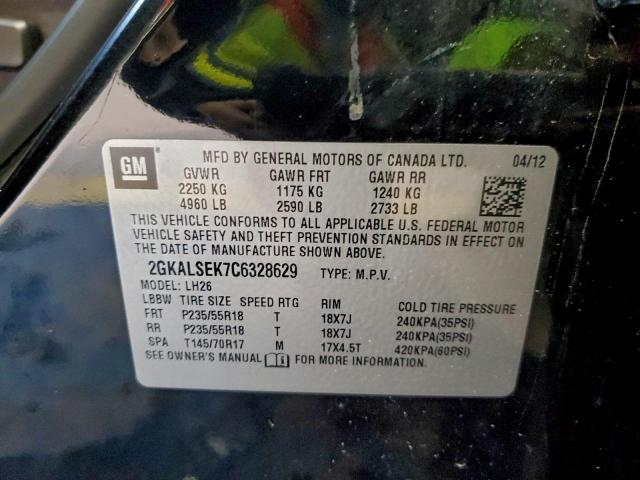 GM
MFD BY GENERAL MOTORS OF CANADA LTD. 04/12
GVWR GAWR FRT GAWR RR
2250 KG 1175 KG 1240 KG
4960 LB 2590 LB 2733 LB
THIS VEHICLE CONFORMS TO ALL APPLICABLE U.S. FEDERAL MOTOR
VEHICLE SAFETY AND THEFT PREVENTION STANDARDS IN EFFECT ON
THE DATE OF MANUFACTURE SHOWN ABOVE.
2GKALSEK7C6328629 TYPE: M.P.V.
MODEL: LH26
LBBW TIRE SIZE SPEED RTG RIM COLD TIRE PRESSURE
FRT P235/55R18 T 18X7J 240KPA(35PSI)
RR P235/55R18 T 18X7J 240KPA(35PSI)
SPA T145/70R17 M 17X4.5T 420KPA(60PSI)
SEE OWNER'S MANUAL FOR MORE INFORMATION.